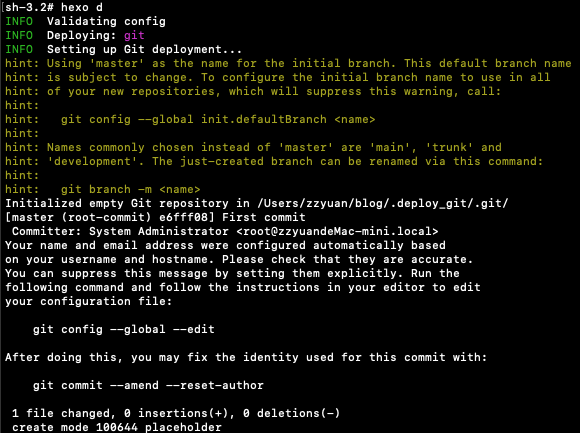 sh-3.2# hexo d
INFO  Validating config
INFO  Deploying: git
INFO  Setting up Git deployment...
hint: Using 'master' as the name for the initial branch. This default branch name
hint: is subject to change. To configure the initial branch name to use in all
hint: of your new repositories, which will suppress this warning, call:
hint:
hint:   git config --global init.defaultBranch <name>
hint:
hint: Names commonly chosen instead of 'master' are 'main', 'trunk' and
hint: 'development'. The just-created branch can be renamed via this command:
hint:
hint:   git branch -m <name>
Initialized empty Git repository in /Users/zzyuan/blog/.deploy_git/.git/
[master (root-commit) e6fff08] First commit
 Committer: System Administrator <root@zzyuandeMac-mini.local>
Your name and email address were configured automatically based
on your username and hostname. Please check that they are accurate.
You can suppress this message by setting them explicitly. Run the
following command and follow the instructions in your editor to edit
your configuration file:

    git config --global --edit

After doing this, you may fix the identity used for this commit with:

    git commit --amend --reset-author

 1 file changed, 0 insertions(+), 0 deletions(-)
 create mode 100644 placeholder